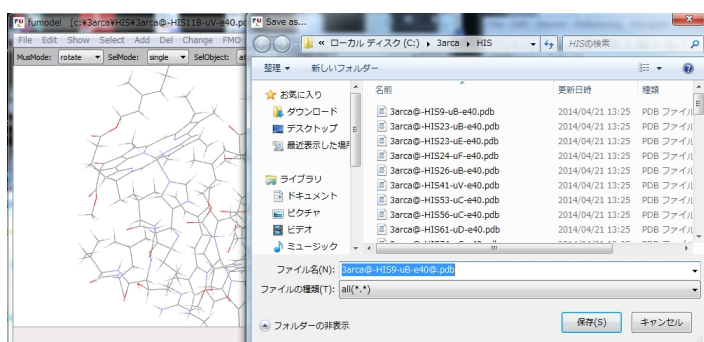 fumodel [c:¥3arca¥HIS¥3arca@-HIS118-uV-e40.p
File Edit Show Select Add Del Change FMO
MusMode: rotate SelMode: single SelObject: at
Save as...
« ローカル ディスク (C:) ▸ 3arca ▸ HIS
HISの検索
整理 新しいフォルダー
お気に入り
ダウンロード
デスクトップ
最近表示した場所
ライブラリ
ドキュメント
ピクチャ
ビデオ
ミュージック
名前 更新日時 種類
3arca@-HIS9-uB-e40.pdb 2014/04/21 13:25 PDB ファイル
3arca@-HIS23-uB-e40.pdb 2014/04/21 13:25 PDB ファイル
3arca@-HIS23-uE-e40.pdb 2014/04/21 13:25 PDB ファイル
3arca@-HIS24-uF-e40.pdb 2014/04/21 13:25 PDB ファイル
3arca@-HIS26-uB-e40.pdb 2014/04/21 13:25 PDB ファイル
3arca@-HIS41-uV-e40.pdb 2014/04/21 13:25 PDB ファイル
3arca@-HIS53-uC-e40.pdb 2014/04/21 13:25 PDB ファイル
3arca@-HIS56-uC-e40.pdb 2014/04/21 13:25 PDB ファイル
3arca@-HIS61-uD-e40.pdb 2014/04/21 13:25 PDB ファイル
ファイル名(N): 3arca@-HIS9-uB-e40@.pdb
ファイルの種類(T): all(*.*)
フォルダーの非表示
保存(S) キャンセル